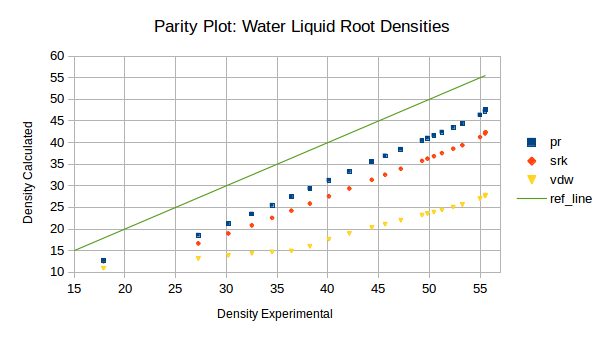 Parity Plot: Water Liquid Root Densities
60
55
50
45
40
35
30
25
20
15
10
Density Calculated
15 20 25 30 35 40 45 50 55
Density Experimental
pr
srk
vdw
ref_line